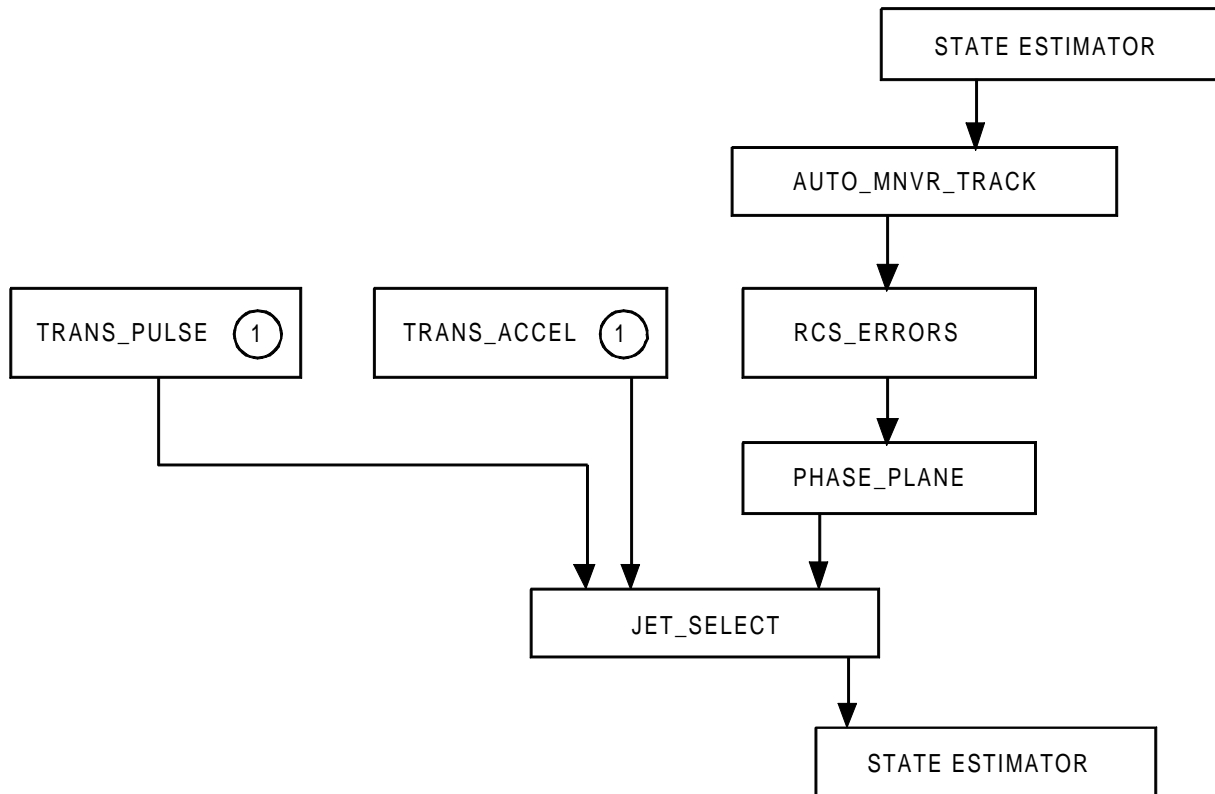 STATE ESTIMATOR
AUTO_MNVR_TRACK
TRANS_PULSE 1
TRANS_ACCEL 1
RCS_ERRORS
PHASE_PLANE
JET_SELECT
STATE ESTIMATOR